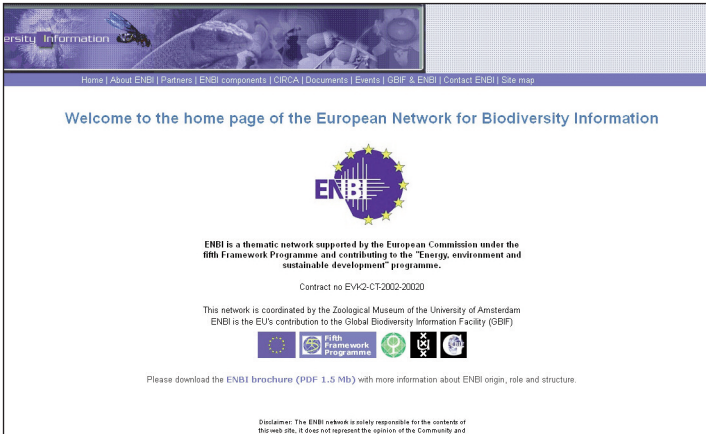 ersity Information
Home | About ENBI | Partners | ENBI components | CIRCA | Documents | Events | GBIF & ENBI | Contact ENBI | Site map
Welcome to the home page of the European Network for Biodiversity Information
ENBI
ENBI is a thematic network supported by the European Commission under the
fifth Framework Programme and contributing to the "Energy, environment and
sustainable development" programme.
Contract no EVK2-CT-2002-20020
This network is coordinated by the Zoological Museum of the University of Amsterdam
ENBI is the EU's contribution to the Global Biodiversity Information Facility (GBIF)
Fifth
Framework
Programme
Please download the ENBI brochure (PDF 1.5 Mb) with more information about ENBI origin, role and structure.
Disclaimer: The ENBI network is solely responsible for the contents of
this web site, it does not represent the opinion of the Community and